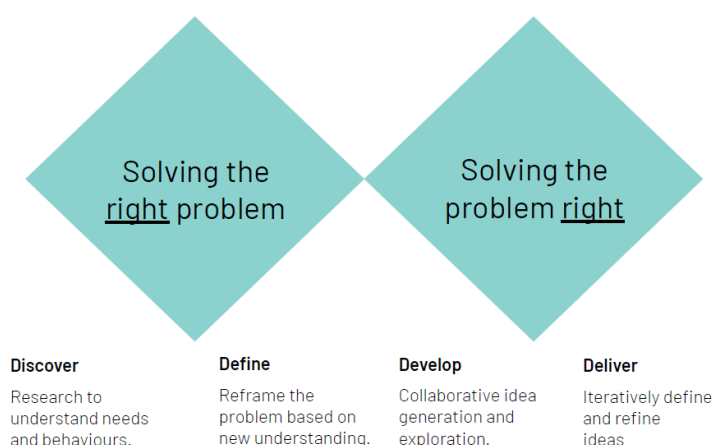 Solving the
right problem
Solving the
problem right
Discover
Research to
understand needs
and behaviours.
Define
Reframe the
problem based on
new understanding.
Develop
Collaborative idea
generation and
exploration.
Deliver
Iteratively define
and refine
ideas